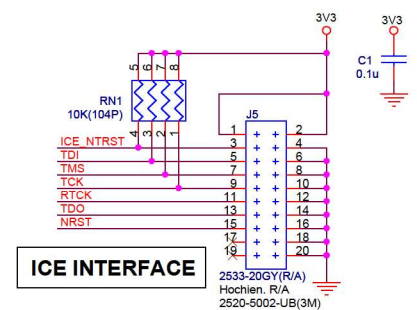 3V3
3V3
5
6
7
8
C1
0.1u
RN1
10K(104P)
4
3
2
1
J5
1
2
ICE_NTRST
3
4
TDI
5
6
TMS
7
8
TCK
9
10
RTCK
11
12
TDO
13
14
NRST
15
16
17
18
19
20
ICE INTERFACE
2533-20GY(R/A)
Hochien. R/A
2520-5002-UB(3M)